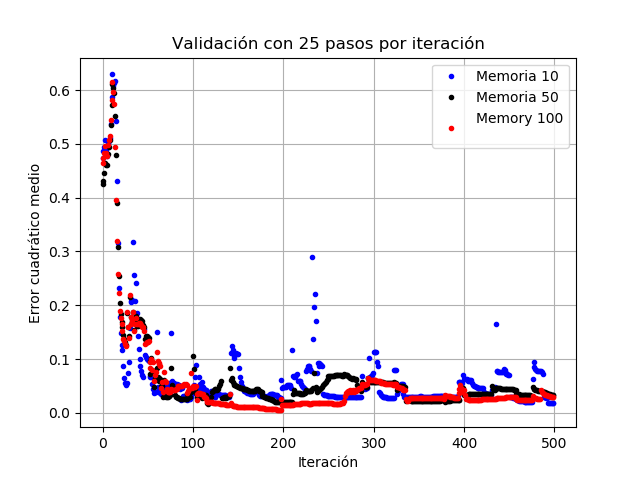 Validación con 25 pasos por iteración
Memoria 10
Memoria 50
Memory 100
Error cuadrático medio
0.6
0.5
0.4
0.3
0.2
0.1
0.0
0 100 200 300 400 500
Iteración